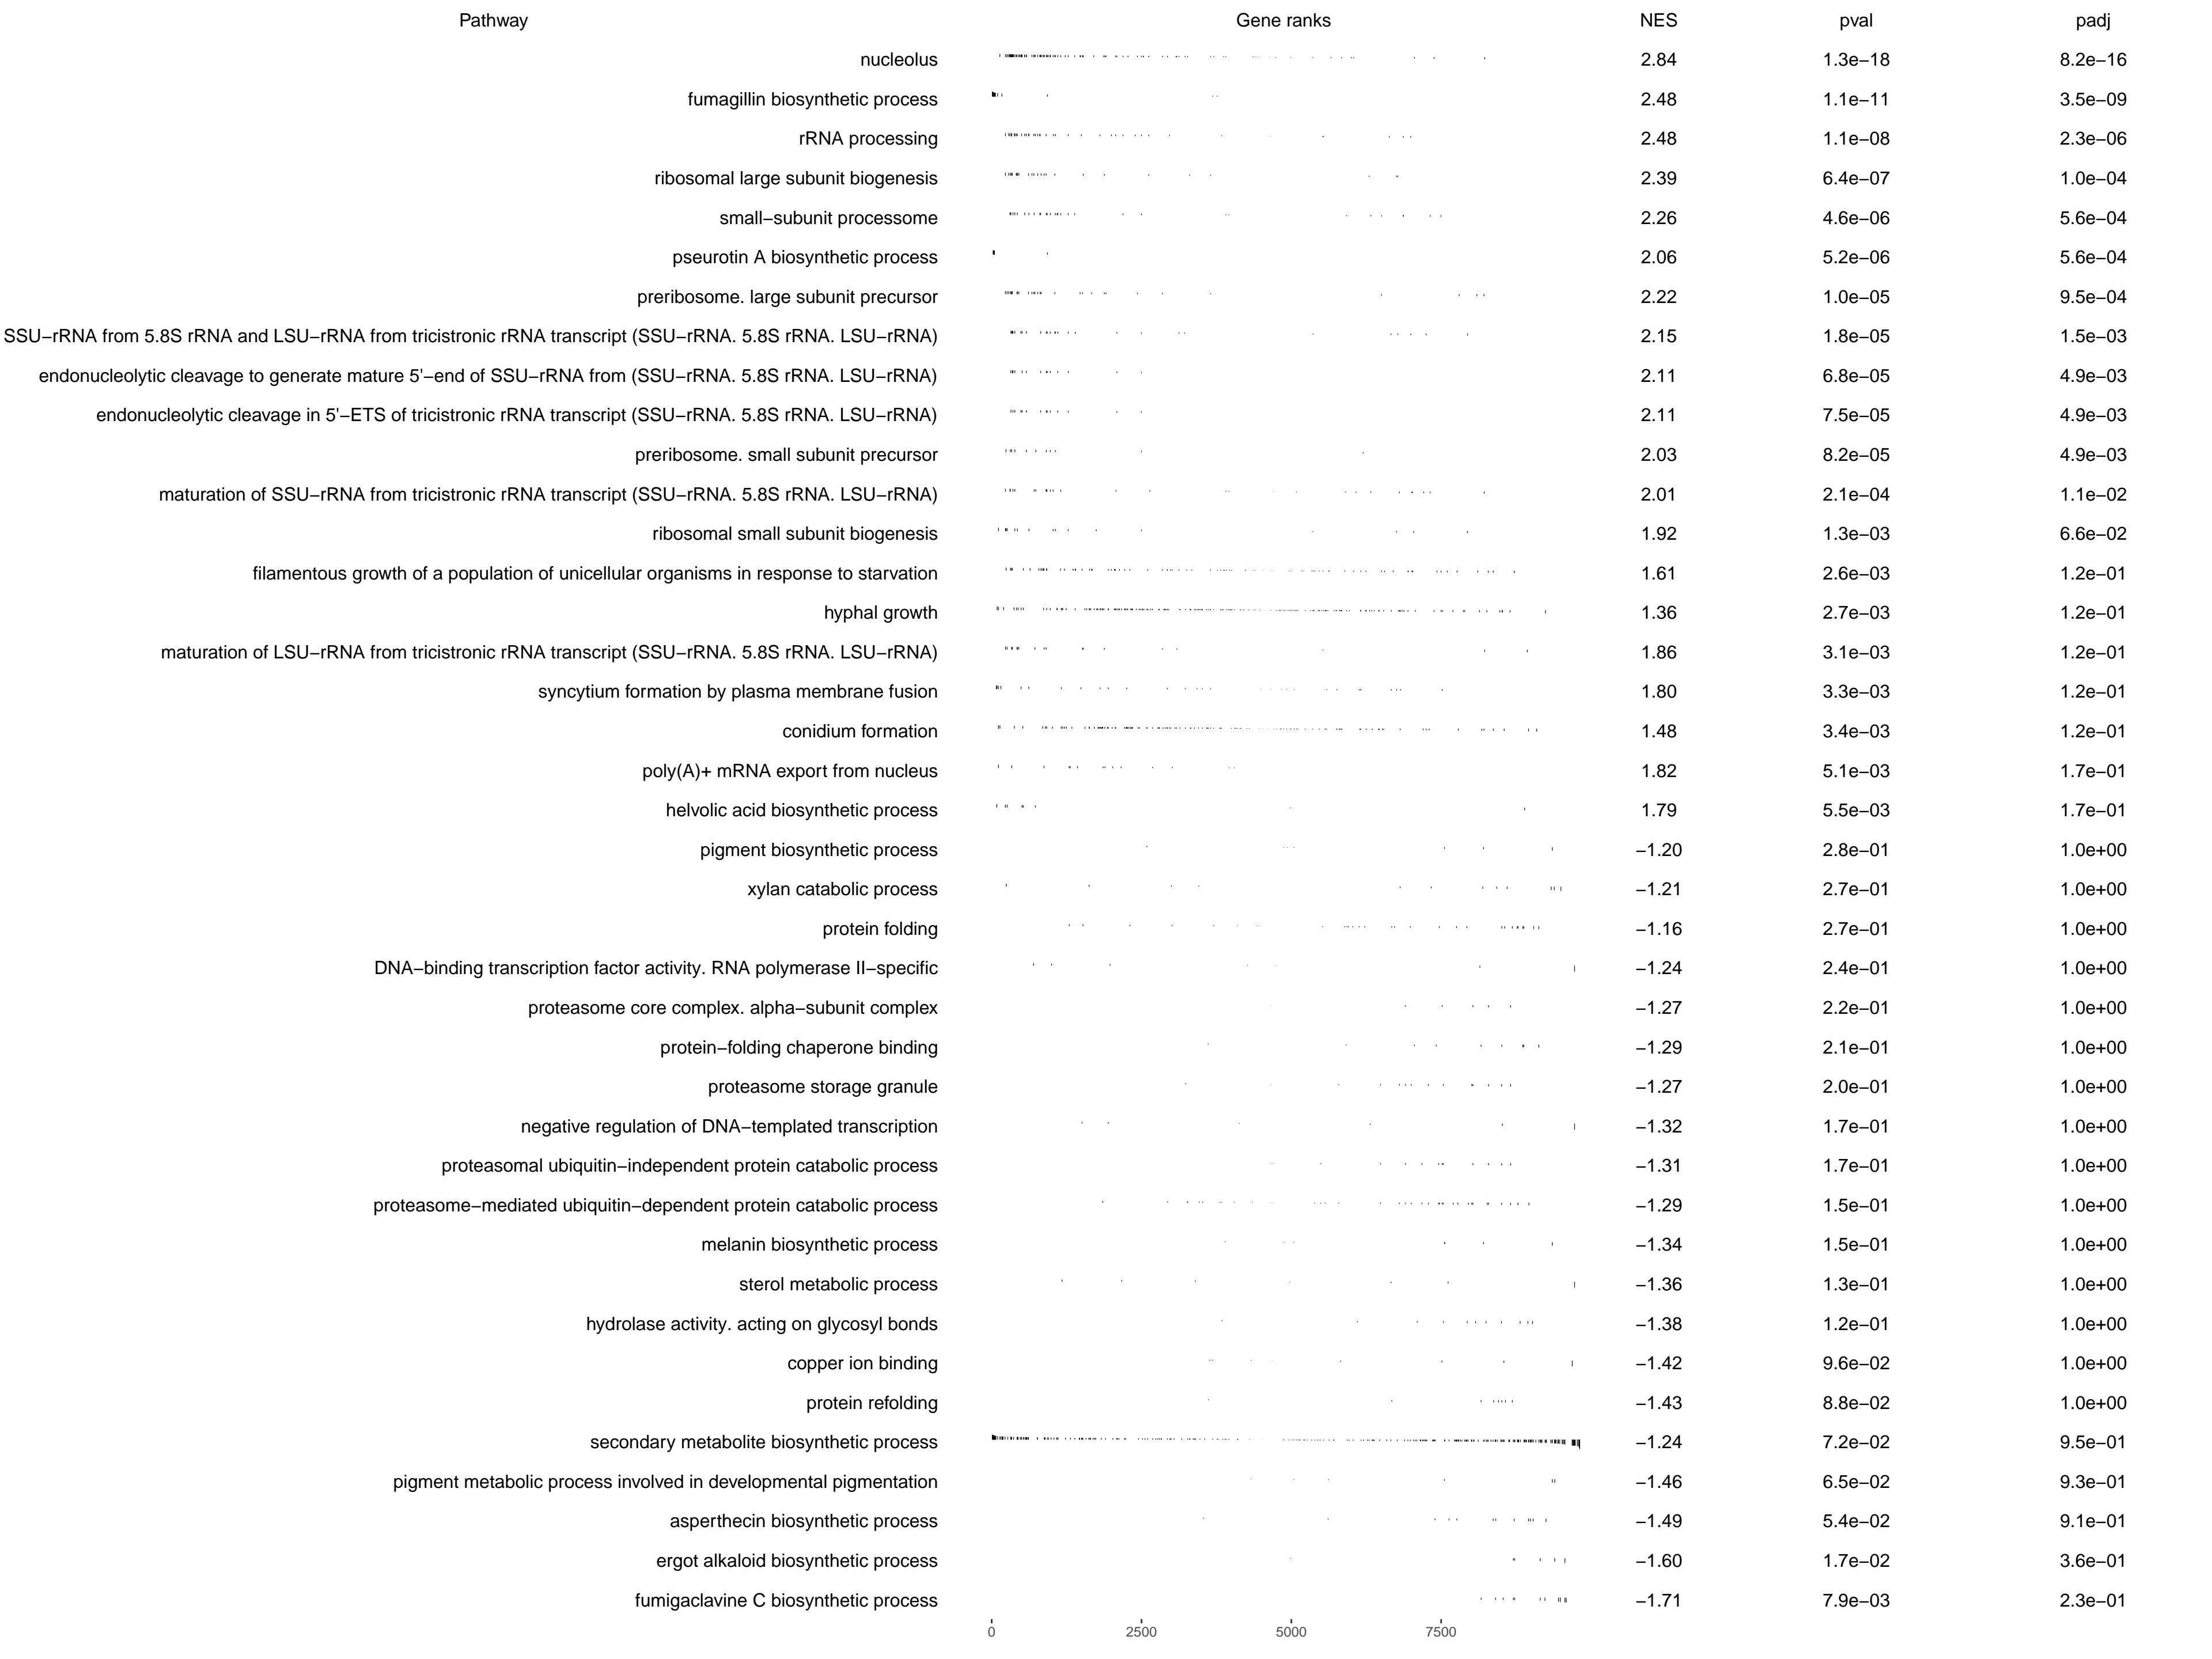 Pathway Gene ranks NES pval padj
nucleolus 2.84 1.3e−18 8.2e−16
fumagillin biosynthetic process 2.48 1.1e−11 3.5e−09
rRNA processing 2.48 1.1e−08 2.3e−06
ribosomal large subunit biogenesis 2.39 6.4e−07 1.0e−04
small−subunit processome 2.26 4.6e−06 5.6e−04
pseurotin A biosynthetic process 2.06 5.2e−06 5.6e−04
preribosome. large subunit precursor 2.22 1.0e−05 9.5e−04
SSU−rRNA from 5.8S rRNA and LSU−rRNA from tricistronic rRNA transcript (SSU−rRNA. 5.8S rRNA. LSU−rRNA) 2.15 1.8e−05 1.5e−03
endonucleolytic cleavage to generate mature 5'−end of SSU−rRNA from (SSU−rRNA. 5.8S rRNA. LSU−rRNA) 2.11 6.8e−05 4.9e−03
endonucleolytic cleavage in 5'−ETS of tricistronic rRNA transcript (SSU−rRNA. 5.8S rRNA. LSU−rRNA) 2.11 7.5e−05 4.9e−03
preribosome. small subunit precursor 2.03 8.2e−05 4.9e−03
maturation of SSU−rRNA from tricistronic rRNA transcript (SSU−rRNA. 5.8S rRNA. LSU−rRNA) 2.01 2.1e−04 1.1e−02
ribosomal small subunit biogenesis 1.92 1.3e−03 6.6e−02
filamentous growth of a population of unicellular organisms in response to starvation 1.61 2.6e−03 1.2e−01
hyphal growth 1.36 2.7e−03 1.2e−01
maturation of LSU−rRNA from tricistronic rRNA transcript (SSU−rRNA. 5.8S rRNA. LSU−rRNA) 1.86 3.1e−03 1.2e−01
syncytium formation by plasma membrane fusion 1.80 3.3e−03 1.2e−01
conidium formation 1.48 3.4e−03 1.2e−01
poly(A)+ mRNA export from nucleus 1.82 5.1e−03 1.7e−01
helvolic acid biosynthetic process 1.79 5.5e−03 1.7e−01
pigment biosynthetic process −1.20 2.8e−01 1.0e+00
xylan catabolic process −1.21 2.7e−01 1.0e+00
protein folding −1.16 2.7e−01 1.0e+00
DNA−binding transcription factor activity. RNA polymerase II−specific −1.24 2.4e−01 1.0e+00
proteasome core complex. alpha−subunit complex −1.27 2.2e−01 1.0e+00
protein−folding chaperone binding −1.29 2.1e−01 1.0e+00
proteasome storage granule −1.27 2.0e−01 1.0e+00
negative regulation of DNA−templated transcription −1.32 1.7e−01 1.0e+00
proteasomal ubiquitin−independent protein catabolic process −1.31 1.7e−01 1.0e+00
proteasome−mediated ubiquitin−dependent protein catabolic process −1.29 1.5e−01 1.0e+00
melanin biosynthetic process −1.34 1.5e−01 1.0e+00
sterol metabolic process −1.36 1.3e−01 1.0e+00
hydrolase activity. acting on glycosyl bonds −1.38 1.2e−01 1.0e+00
copper ion binding −1.42 9.6e−02 1.0e+00
protein refolding −1.43 8.8e−02 1.0e+00
secondary metabolite biosynthetic process −1.24 7.2e−02 9.5e−01
pigment metabolic process involved in developmental pigmentation −1.46 6.5e−02 9.3e−01
asperthecin biosynthetic process −1.49 5.4e−02 9.1e−01
ergot alkaloid biosynthetic process −1.60 1.7e−02 3.6e−01
fumigaclavine C biosynthetic process −1.71 7.9e−03 2.3e−01
0 2500 5000 7500